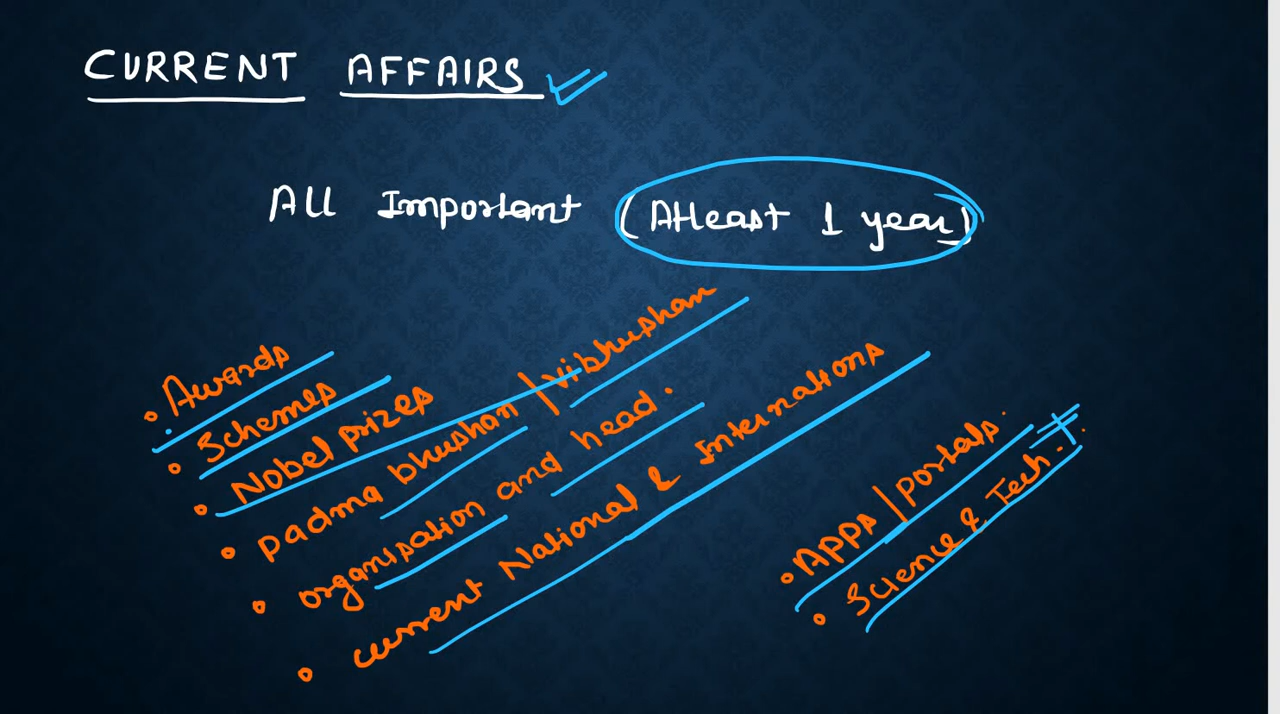 CURRENT AFFAIRS
All Important (Atleast 1 year)
• Awards
• Schemes
• Nobel prizes
• padma bhushan / Vibhushan
• organisation and head.
• current National & Internations
• APPs / portals.
• Science & Tech.